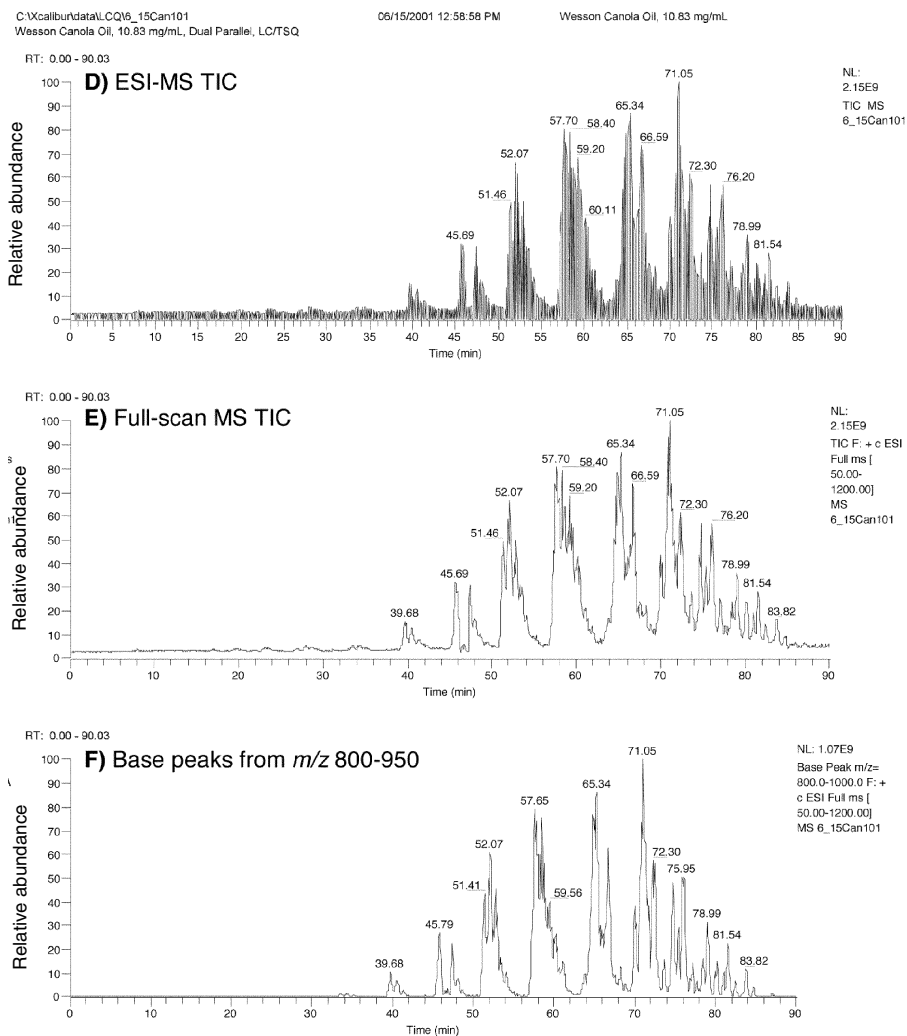 C:\Xcalibur\data\LCQ\6_15Can101 06/15/2001 12:58:58 PM Wesson Canola Oil, 10.83 mg/mL
Wesson Canola Oil, 10.83 mg/mL, Dual Parallel, LC/TSQ
RT: 0.00 - 90.03
D) ESI-MS TIC
NL:
2.15E9
TIC MS
6_15Can101
Relative abundance
100
90
80
70
60
50
40
30
20
10
0
45.69
51.46
52.07
57.70
58.40
59.20
60.11
65.34
66.59
71.05
72.30
76.20
78.99
81.54
0 5 10 15 20 25 30 35 40 45 50 55 60 65 70 75 80 85 90
Time (min)
RT: 0.00 - 90.03
E) Full-scan MS TIC
NL:
2.15E9
TIC F: + c ESI
Full ms [
50.00-
1200.00]
MS
6_15Can101
Relative abundance
100
90
80
70
60
50
40
30
20
10
0
39.68
45.69
51.46
52.07
57.70
58.40
59.20
65.34
66.59
71.05
72.30
76.20
78.99
81.54
83.82
0 10 20 30 40 50 60 70 80 90
Time (min)
RT: 0.00 - 90.03
F) Base peaks from m/z 800-950
NL: 1.07E9
Base Peak m/z=
800.0-1000.0 F: +
c ESI Full ms [
50.00-1200.00]
MS 6_15Can101
Relative abundance
100
90
80
70
60
50
40
30
20
10
0
39.68
45.79
51.41
52.07
57.65
59.56
65.34
71.05
72.30
75.95
78.99
81.54
83.82
0 10 20 30 40 50 60 70 80 90
Time (min)